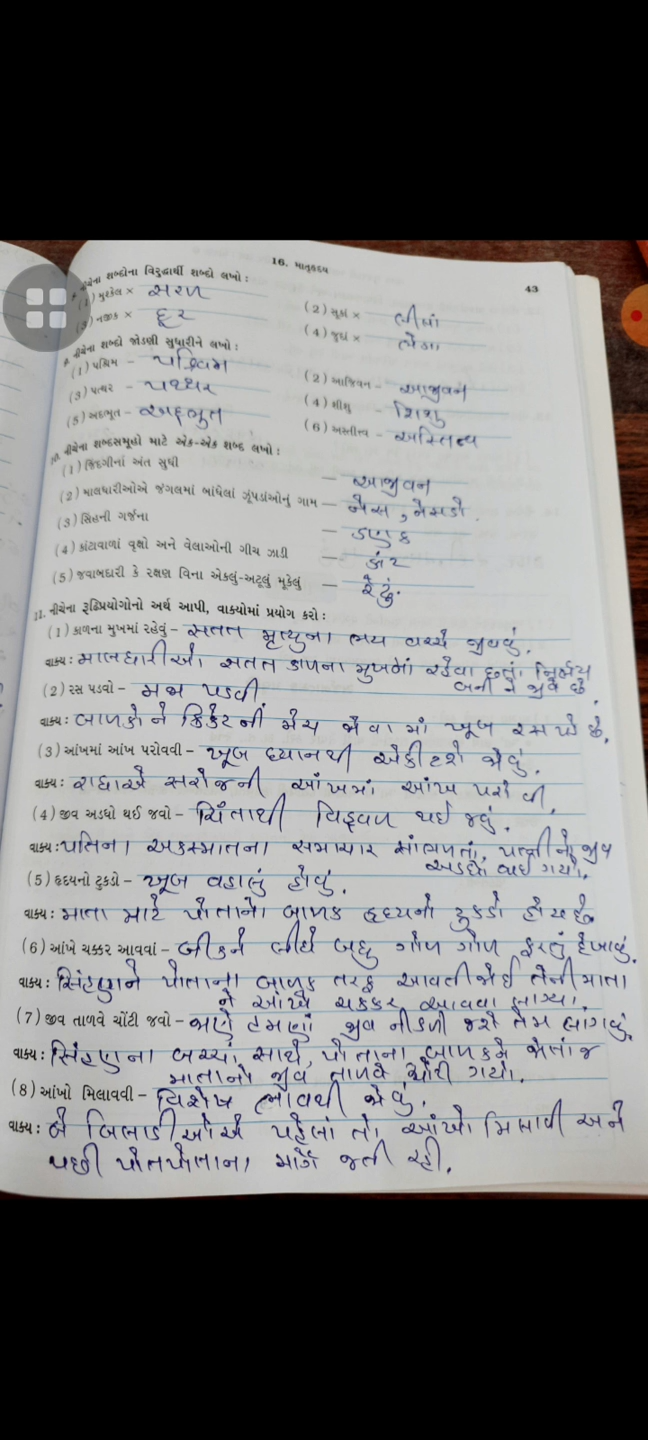 16. માતૃહૃદય
43
નીચેના શબ્દોના વિરુદ્ધાર્થી શબ્દો લખો :
(1) મુશ્કેલ × સરળ
(2) સૂકાં × લીલાં
(3) નજીક × દૂર
(4) જુદાં × ભેગા
નીચેના શબ્દો જોડણી સુધારીને લખો :
(1) પશ્ચિમ – પશ્ચિમ
(2) આજિવન – આજીવન
(3) પાથર – પથ્થર
(4) શીશુ – શિશુ
(5) અદભૂત – અદ્ભુત
(6) અસ્તીત્વ – અસ્તિત્વ
10. નીચેના શબ્દસમૂહો માટે એક-એક શબ્દ લખો :
(1) જિંદગીનાં અંત સુધી – આજીવન
(2) માલધારીઓએ જંગલમાં બાંધેલાં ઝૂંપડાંઓનું ગામ – નેસ, નેસડો.
(3) સિંહની ગર્જના – ડણક
(4) કાંટાવાળાં વૃક્ષો અને વેલાઓની ગીચ ઝાડી – ઝાંટ
(5) જવાબદારી કે રક્ષણ વિના એકલું-અટૂલું મૂકેલું – રેઢું.
11. નીચેના રૂઢિપ્રયોગોનો અર્થ આપી, વાક્યોમાં પ્રયોગ કરો :
(1) કાળના મુખમાં રહેવું – સતત મૃત્યુના ભય વચ્ચે જીવવું.
વાક્ય : માલધારીઓ સતત કાળના મુખમાં રહેવા છતાં નિર્ભય
બની ને જીવે છે.
(2) રસ પડવો – મજા પડવી
વાક્ય : બાળકોને ક્રિકેટની મેચ જોવામાં ખૂબ રસ પડે છે.
(3) આંખમાં આંખ પરોવવી – ખૂબ ધ્યાનથી એકીટશે જોવું.
વાક્ય : રાધાએ સરોજની આંખમાં આંખ પરોવી.
(4) જીવ અડધો થઈ જવો – ચિંતાથી વિહ્વળ થઈ જવું.
વાક્ય : પતિના અકસ્માતના સમાચાર સાંભળતાં, પત્નીનો જીવ
અડધો થઈ ગયો.
(5) હૃદયનો ટુકડો – ખૂબ વહાલું હોવું.
વાક્ય : માતા માટે પોતાનો બાળક હૃદયનો ટુકડો હોય છે.
(6) આંખે ચક્કર આવવાં – બીકને લીધે બધુ ગોળ ગોળ ફરતું દેખાવું.
વાક્ય : સિંહણને પોતાના બાળક તરફ આવતી જોઈ તેની માતા
ને આંખે ચક્કર આવવા લાગ્યા.
(7) જીવ તાળવે ચોંટી જવો – જાણે હમણાં જીવ નીકળી જશે તેમ લાગવું.
વાક્ય : સિંહણના બચ્ચાં સાથે, પોતાના બાળકને જોતાં જ
માતાનો જીવ તાળવે ચોંટી ગયો.
(8) આંખો મિલાવવી – વિશેષ ભાવથી જોવું.
વાક્ય : બે બિલાડીઓએ પહેલાં તો આંખો મિલાવી અને
પછી પોતપોતાના માર્ગે જતી રહી.